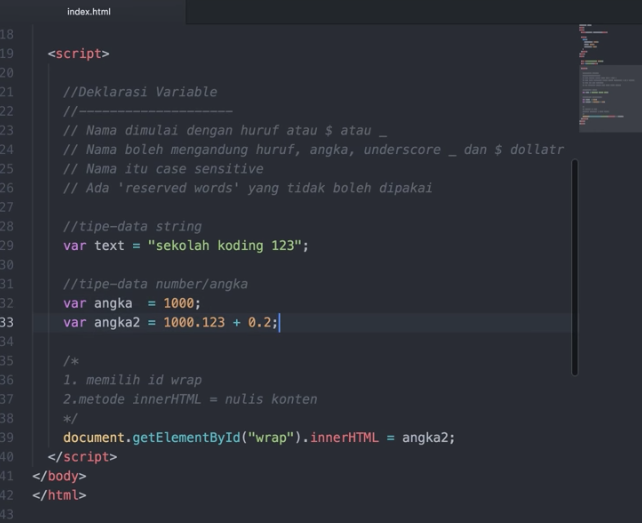 index.html
18
19 <script>
20
21 //Deklarasi Variable
22 //--------------------
23 // Nama dimulai dengan huruf atau $ atau _
24 // Nama boleh mengandung huruf, angka, underscore _ dan $ dollatr
25 // Nama itu case sensitive
26 // Ada 'reserved words' yang tidak boleh dipakai
27
28 //tipe-data string
29 var text = "sekolah koding 123";
30
31 //tipe-data number/angka
32 var angka  = 1000;
33 var angka2 = 1000.123 + 0.2;
34
35 /*
36 1. memilih id wrap
37 2.metode innerHTML = nulis konten
38 */
39 document.getElementById("wrap").innerHTML = angka2;
40 </script>
41 </body>
42 </html>
43